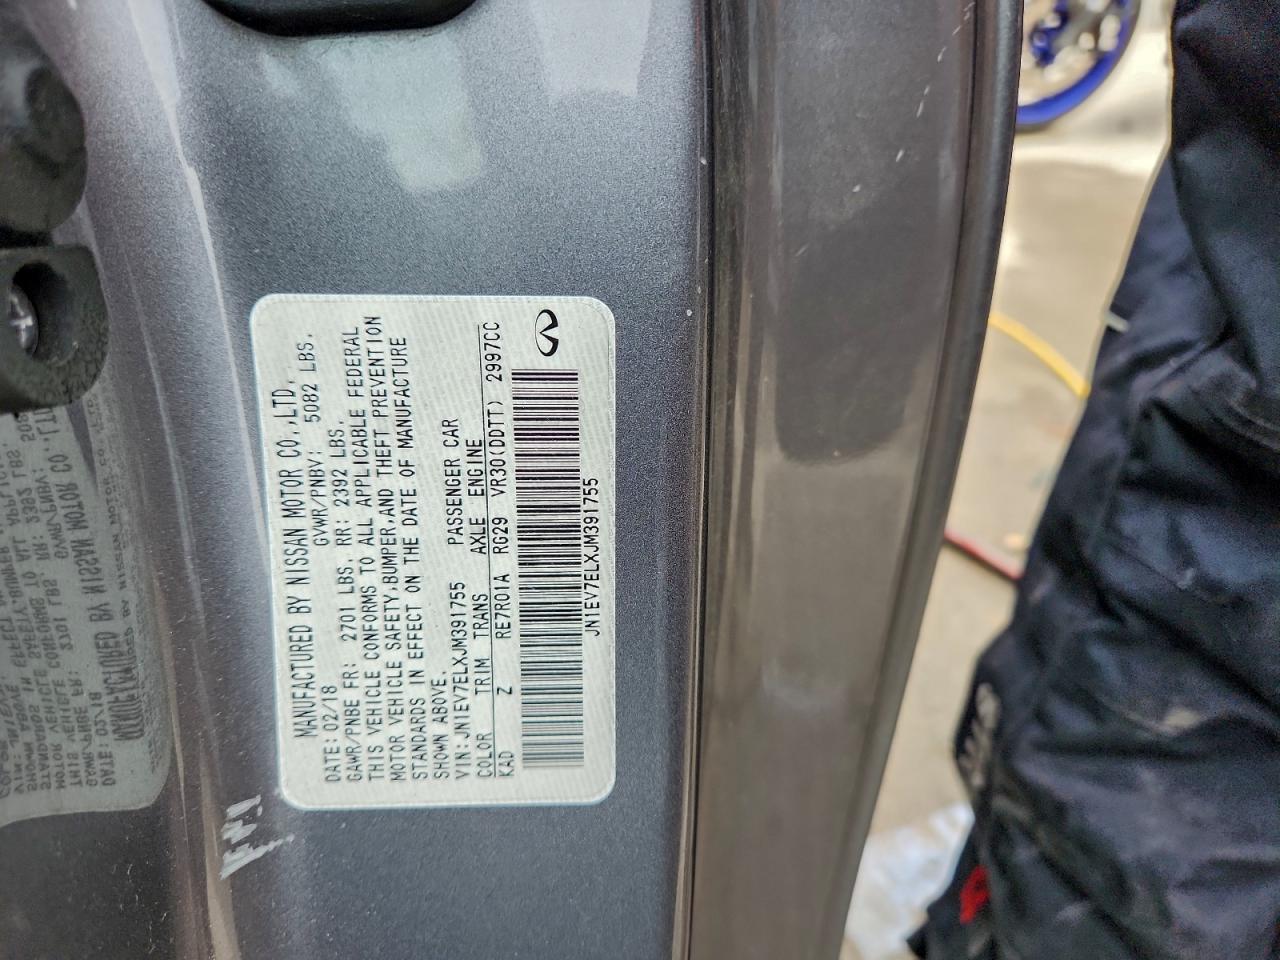 MANUFACTURED BY NISSAN MOTOR CO.,LTD.
DATE: 02/18 GVWR/PNBV: 5082 LBS.
GAWR/PNBE FR: 2701 LBS. RR: 2392 LBS.
THIS VEHICLE CONFORMS TO ALL APPLICABLE FEDERAL
MOTOR VEHICLE SAFETY,BUMPER,AND THEFT PREVENTION
STANDARDS IN EFFECT ON THE DATE OF MANUFACTURE
SHOWN ABOVE.
VIN:JN1EV7ELXJM391755 PASSENGER CAR
COLOR TRIM TRANS AXLE ENGINE
KAD Z RE7R01A RG29 VR30(DDTT) 2997CC
JN1EV7ELXJM391755